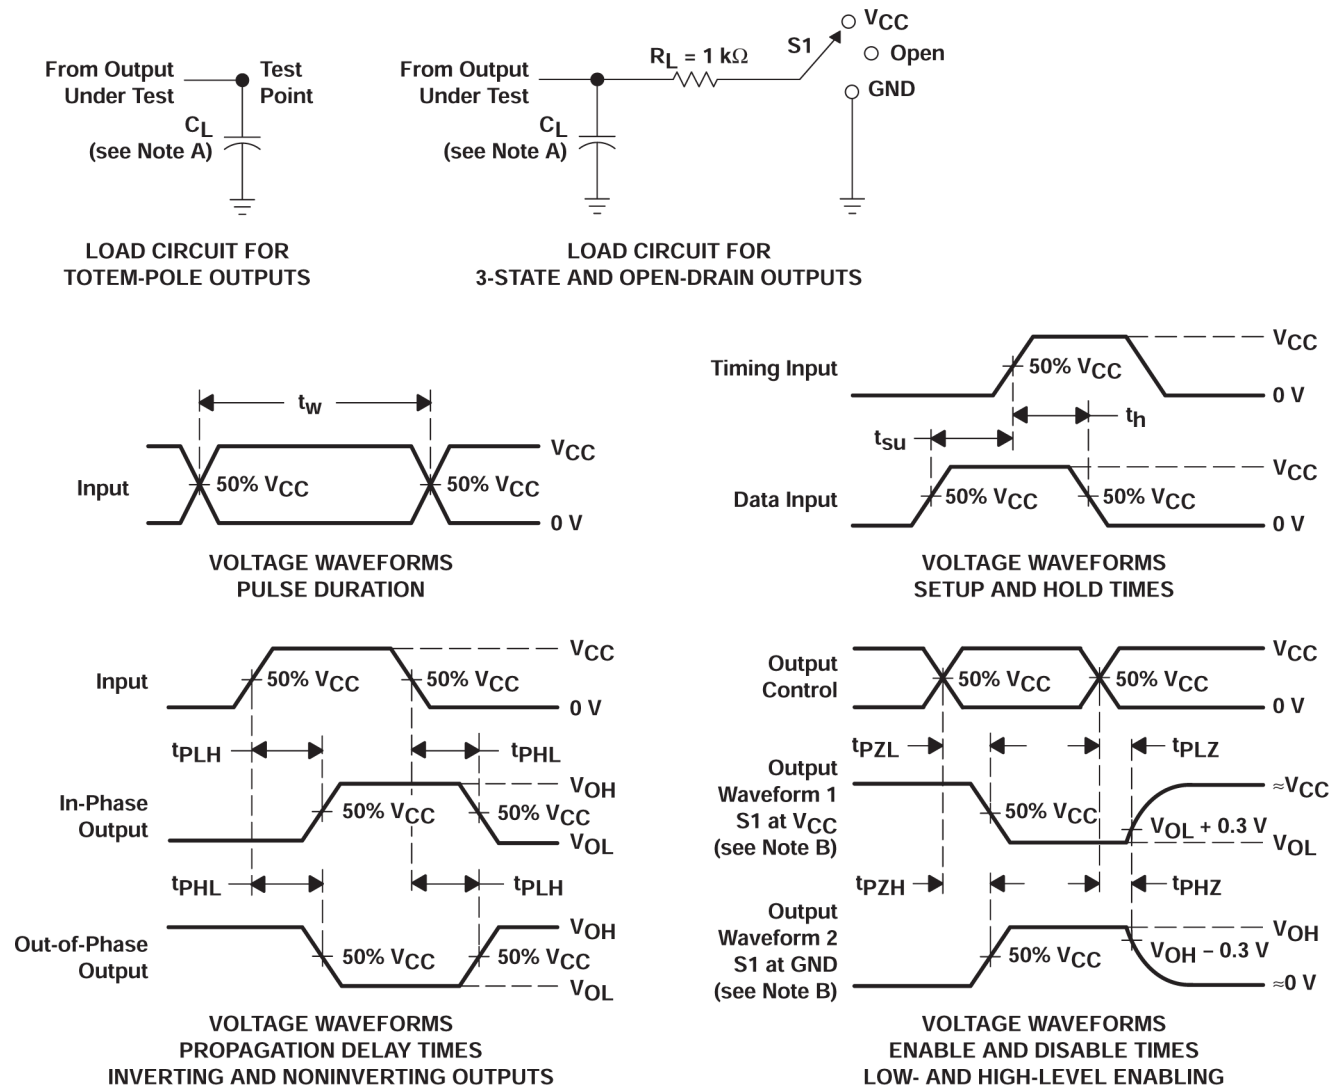 From Output
Under Test
Test
Point
CL
(see Note A)
LOAD CIRCUIT FOR
TOTEM-POLE OUTPUTS
From Output
Under Test
RL = 1 kΩ
S1
VCC
Open
GND
CL
(see Note A)
LOAD CIRCUIT FOR
3-STATE AND OPEN-DRAIN OUTPUTS
tw
Input
50% VCC
50% VCC
VCC
0 V
VOLTAGE WAVEFORMS
PULSE DURATION
Timing Input
50% VCC
VCC
0 V
th
tsu
Data Input
50% VCC
50% VCC
VCC
0 V
VOLTAGE WAVEFORMS
SETUP AND HOLD TIMES
Input
50% VCC
50% VCC
VCC
0 V
tPLH
tPHL
In-Phase
Output
50% VCC
50% VCC
VOH
VOL
tPHL
tPLH
Out-of-Phase
Output
50% VCC
50% VCC
VOH
VOL
VOLTAGE WAVEFORMS
PROPAGATION DELAY TIMES
INVERTING AND NONINVERTING OUTPUTS
Output
Control
50% VCC
50% VCC
VCC
0 V
tPZL
tPLZ
Output
Waveform 1
S1 at VCC
(see Note B)
50% VCC
VOL + 0.3 V
≈VCC
VOL
tPZH
tPHZ
Output
Waveform 2
S1 at GND
(see Note B)
50% VCC
VOH − 0.3 V
VOH
≈0 V
VOLTAGE WAVEFORMS
ENABLE AND DISABLE TIMES
LOW- AND HIGH-LEVEL ENABLING